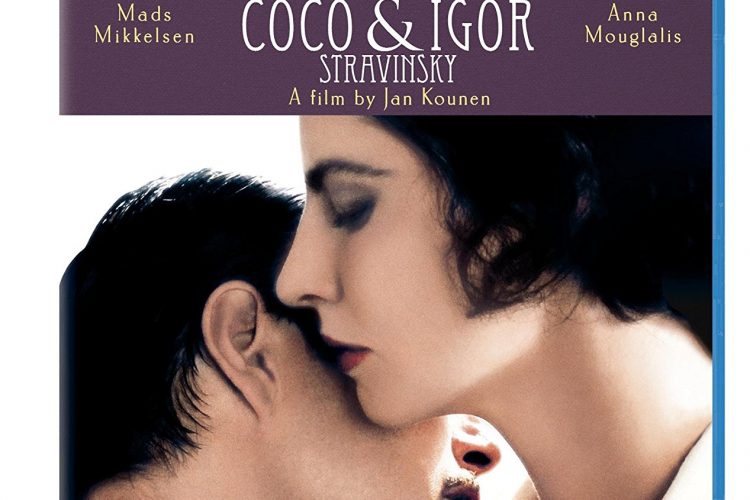 Mads
Mikkelsen
COCO & IGOR
STRAVINSKY
A film by Jan Kounen
Anna
Mouglalis